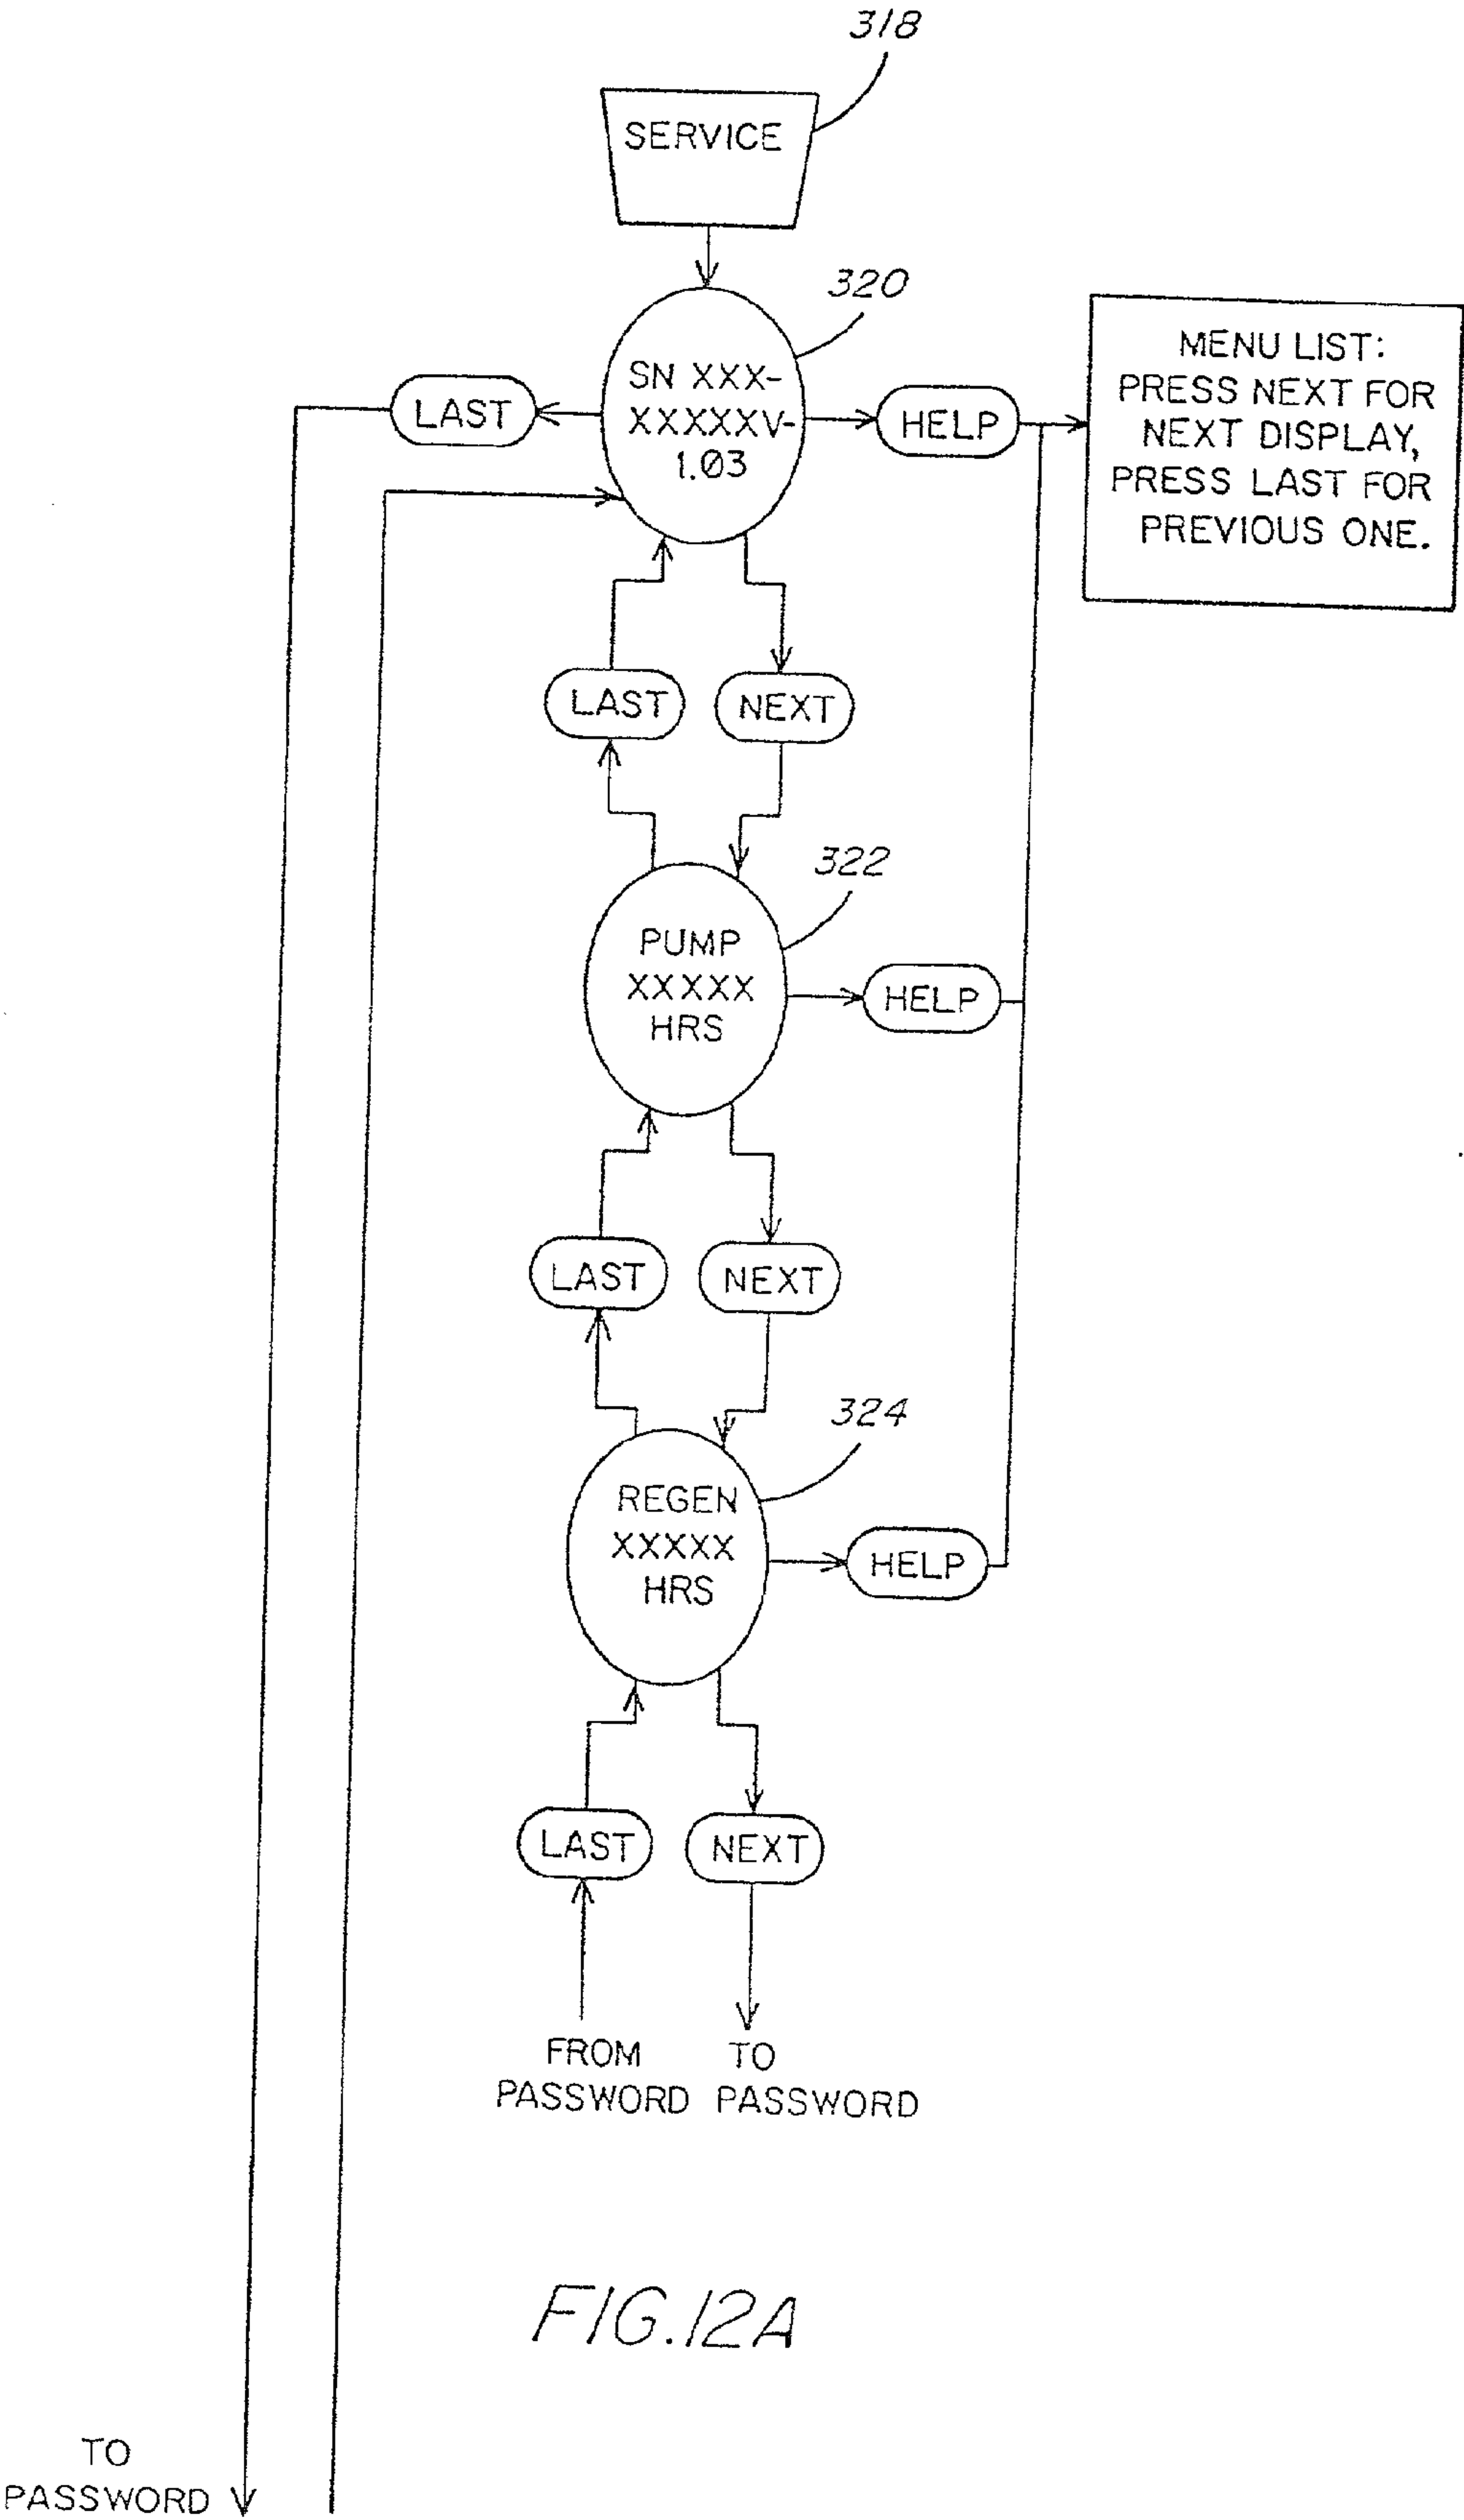 318
SERVICE
320
SN XXX-
XXXXXV-
1.03
LAST
HELP
MENU LIST:
PRESS NEXT FOR
NEXT DISPLAY,
PRESS LAST FOR
PREVIOUS ONE.
LAST
NEXT
322
PUMP
XXXXX
HRS
HELP
LAST
NEXT
324
REGEN
XXXXX
HRS
HELP
LAST
NEXT
FROM
PASSWORD
TO
PASSWORD
FIG.12A
TO
PASSWORD